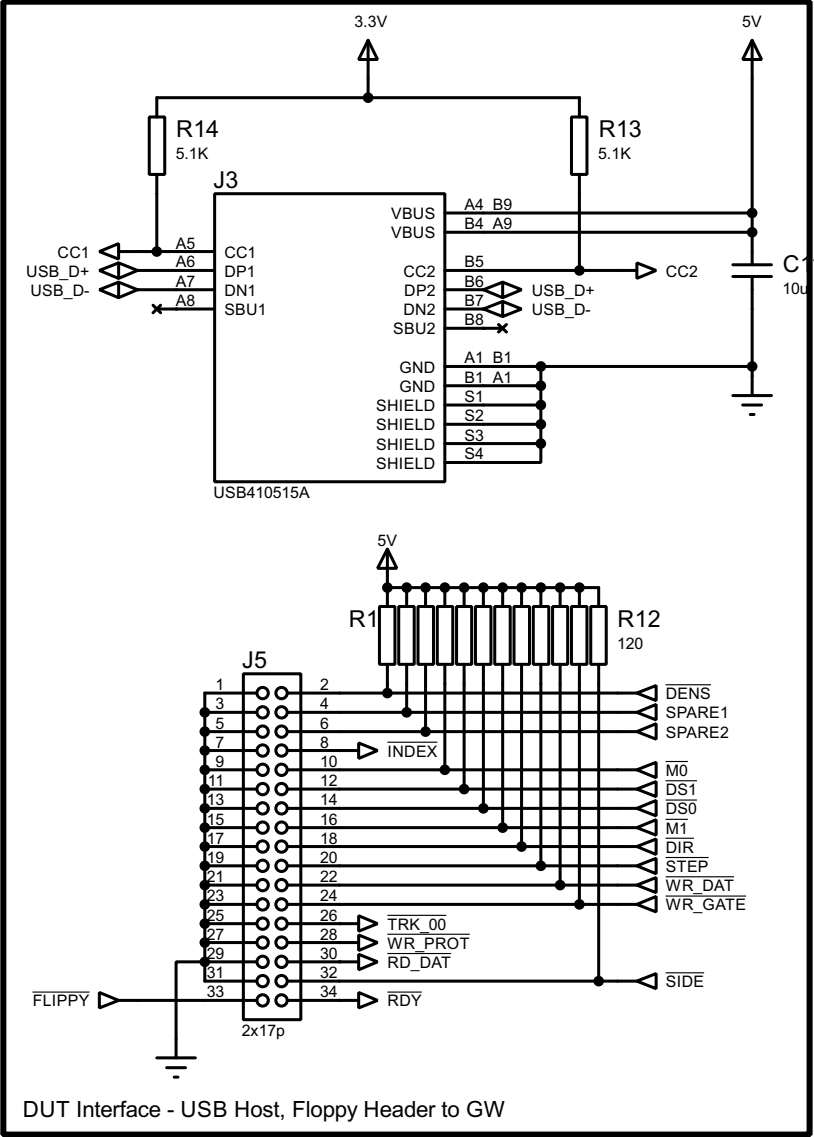 3.3V
5V
R14
5.1K
R13
5.1K
J3
VBUS A4 B9
VBUS B4 A9
CC1 A5 CC1
USB_D+ A6 DP1
USB_D- A7 DN1
A8 SBU1
CC2 B5 CC2
DP2 B6 USB_D+
DN2 B7 USB_D-
SBU2 B8
C1
10u
GND A1 B1
GND B1 A1
SHIELD S1
SHIELD S2
SHIELD S3
SHIELD S4
USB410515A
5V
R1
R12
120
J5
1 2 DENS
3 4 SPARE1
5 6 SPARE2
7 8 INDEX
9 10 M0
11 12 DS1
13 14 DS0
15 16 M1
17 18 DIR
19 20 STEP
21 22 WR_DAT
23 24 WR_GATE
25 26 TRK_00
27 28 WR_PROT
29 30 RD_DAT
31 32 SIDE
FLIPPY 33 34 RDY
2x17p
DUT Interface - USB Host, Floppy Header to GW